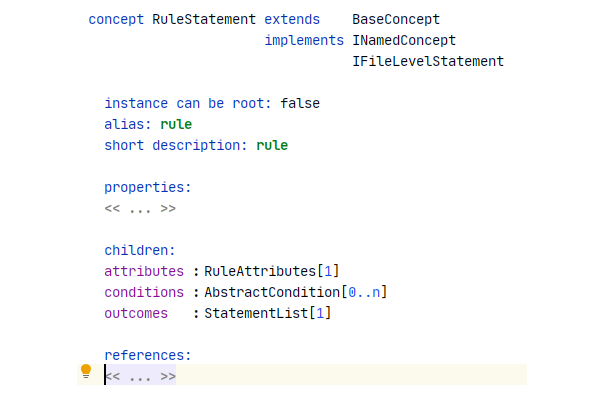 concept RuleStatement extends    BaseConcept
                      implements INamedConcept
                                 IFileLevelStatement
  instance can be root: false
  alias: rule
  short description: rule
  properties:
  << ... >>
  children:
  attributes : RuleAttributes[1]
  conditions : AbstractCondition[0..n]
  outcomes   : StatementList[1]
  references:
  << ... >>